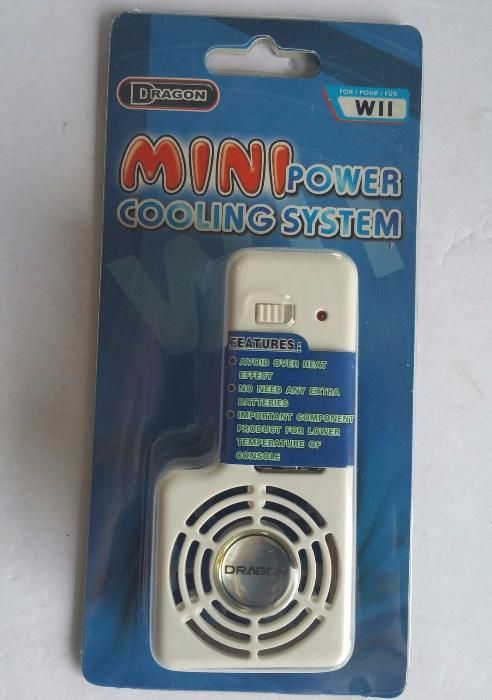 DRAGON
FOR / POUR / FÜR
WII
MINI POWER
COOLING SYSTEM
FEATURES:
AVOID OVER HEAT
EFFECT
NO NEED ANY EXTRA
BATTERIES
IMPORTANT COMPONENT
PRODUCT FOR LOWER
TEMPERATURE OF
CONSOLE
DRAGON